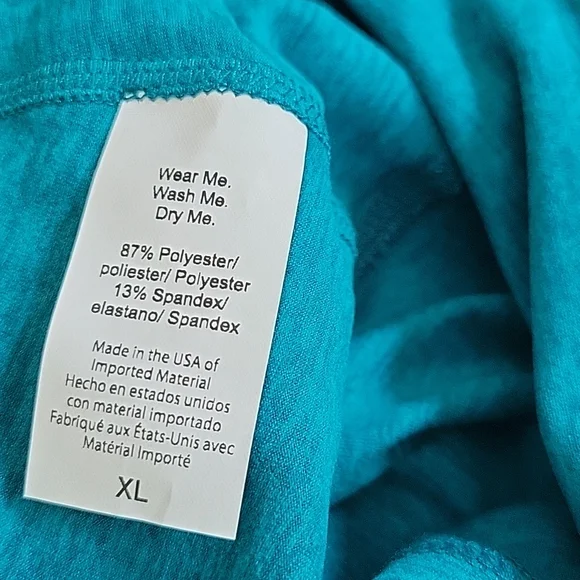 Wear Me.
Wash Me.
Dry Me.
87% Polyester/
poliester/ Polyester
13% Spandex/
elastano/ Spandex
Made in the USA of
Imported Material
Hecho en estados unidos
con material importado
Fabriqué aux États-Unis avec
Matérial Importé
XL